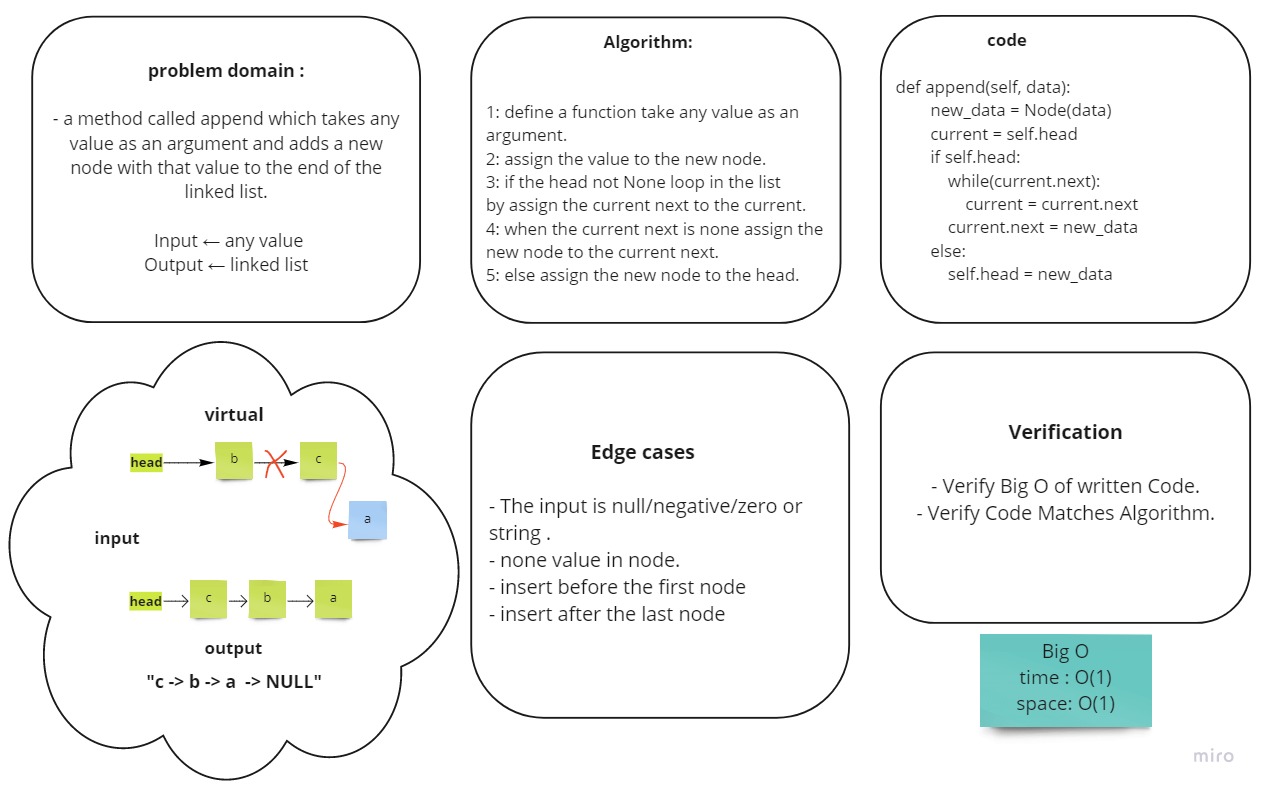 problem domain :
- a method called append which takes any
value as an argument and adds a new
node with that value to the end of the
linked list.
Input ← any value
Output ← linked list
Algorithm:
1: define a function take any value as an
argument.
2: assign the value to the new node.
3: if the head not None loop in the list
by assign the current next to the current.
4: when the current next is none assign the
new node to the current next.
5: else assign the new node to the head.
code
def append(self, data):
new_data = Node(data)
current = self.head
if self.head:
while(current.next):
current = current.next
current.next = new_data
else:
self.head = new_data
virtual
head b c
a
input
head c b a
output
"c -> b -> a  -> NULL"
Edge cases
- The input is null/negative/zero or
string .
- none value in node.
- insert before the first node
- insert after the last node
Verification
- Verify Big O of written Code.
- Verify Code Matches Algorithm.
Big O
time : O(1)
space: O(1)
miro